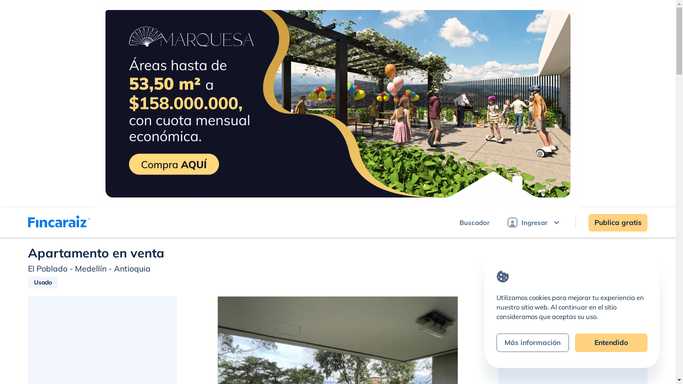 MARQUESA
Áreas hasta de
53,50 m² a
$158.000.000,
con cuota mensual
económica.
Compra AQUÍ
Fincaraiz
Buscador
Ingresar
Publica gratis
Apartamento en venta
El Poblado - Medellín - Antioquia
Usado
Utilizamos cookies para mejorar tu experiencia en
nuestro sitio web. Al continuar en el sitio
consideramos que aceptas su uso.
Más información
Entendido